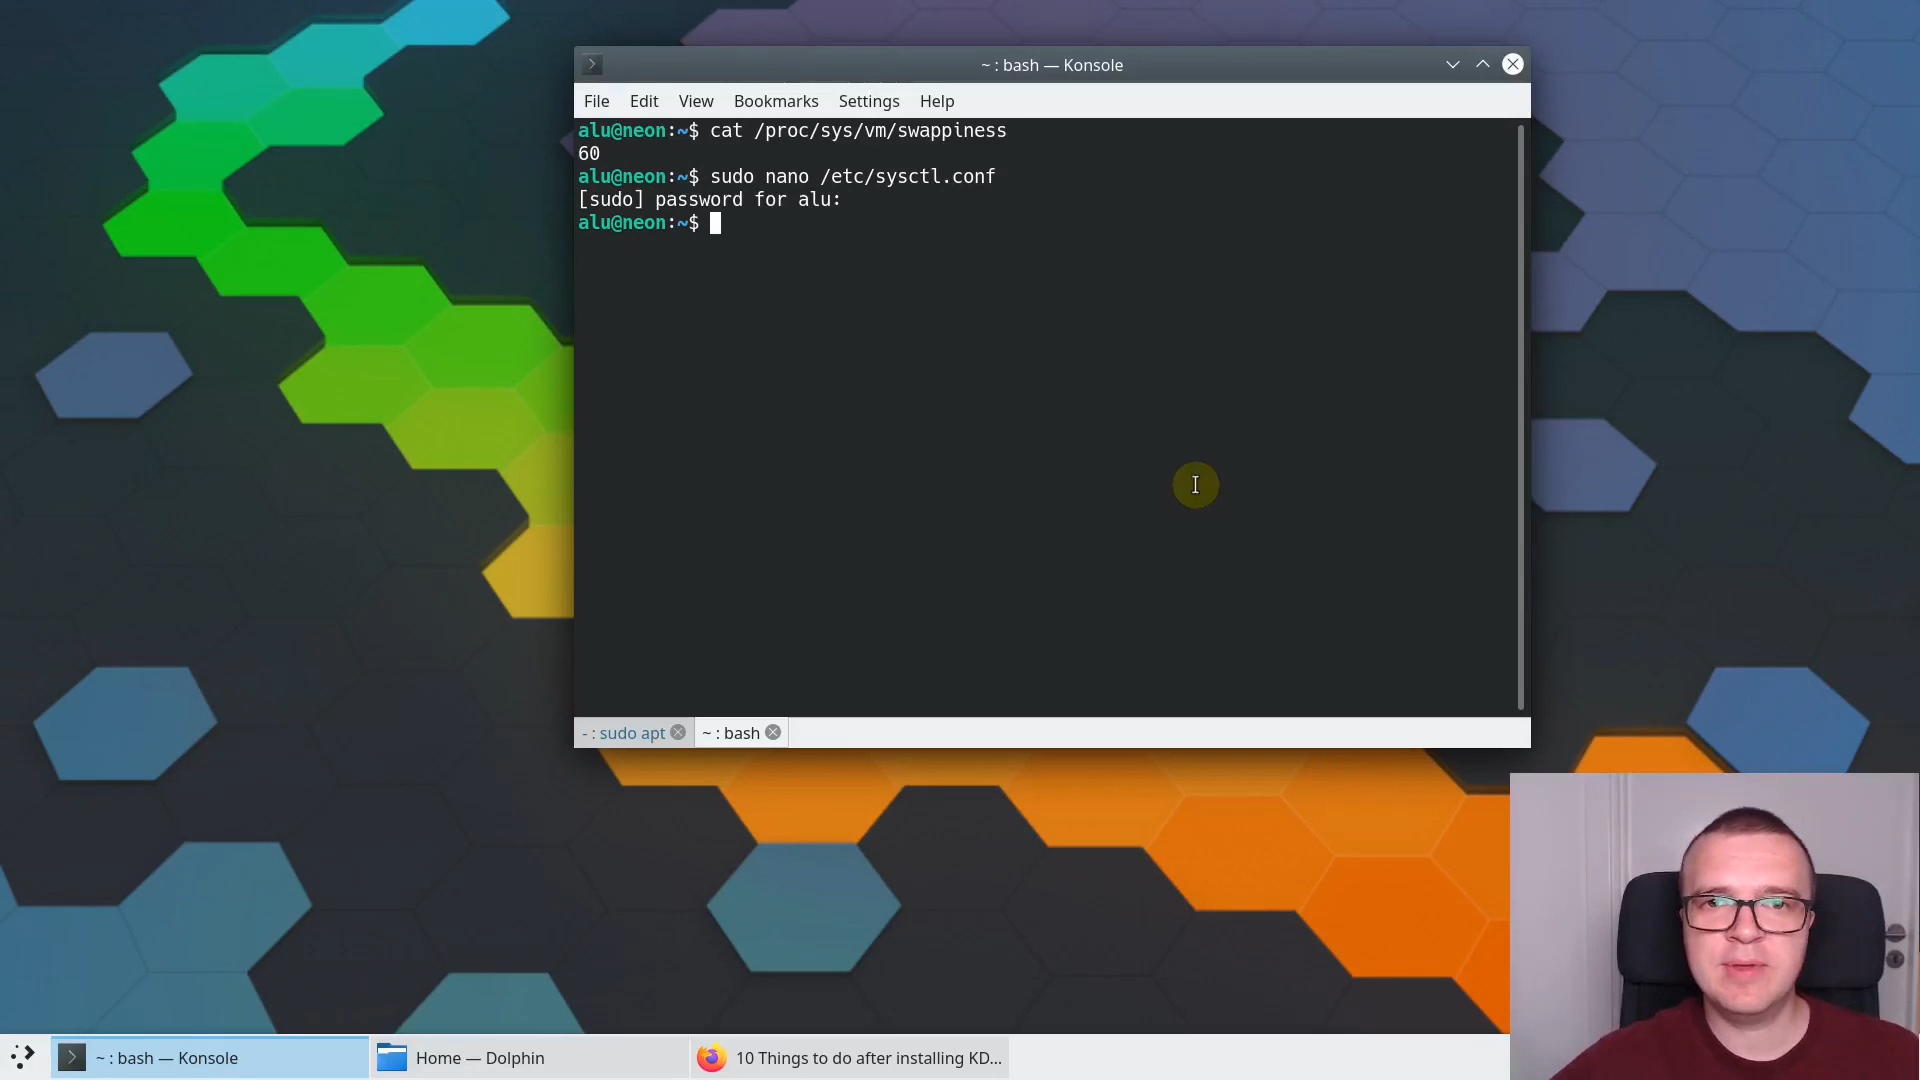 ~ : bash — Konsole
File Edit View Bookmarks Settings Help
alu@neon:~$ cat /proc/sys/vm/swappiness
60
alu@neon:~$ sudo nano /etc/sysctl.conf
[sudo] password for alu:
alu@neon:~$
- : sudo apt ~ : bash
~ : bash — Konsole Home — Dolphin 10 Things to do after installing KD...